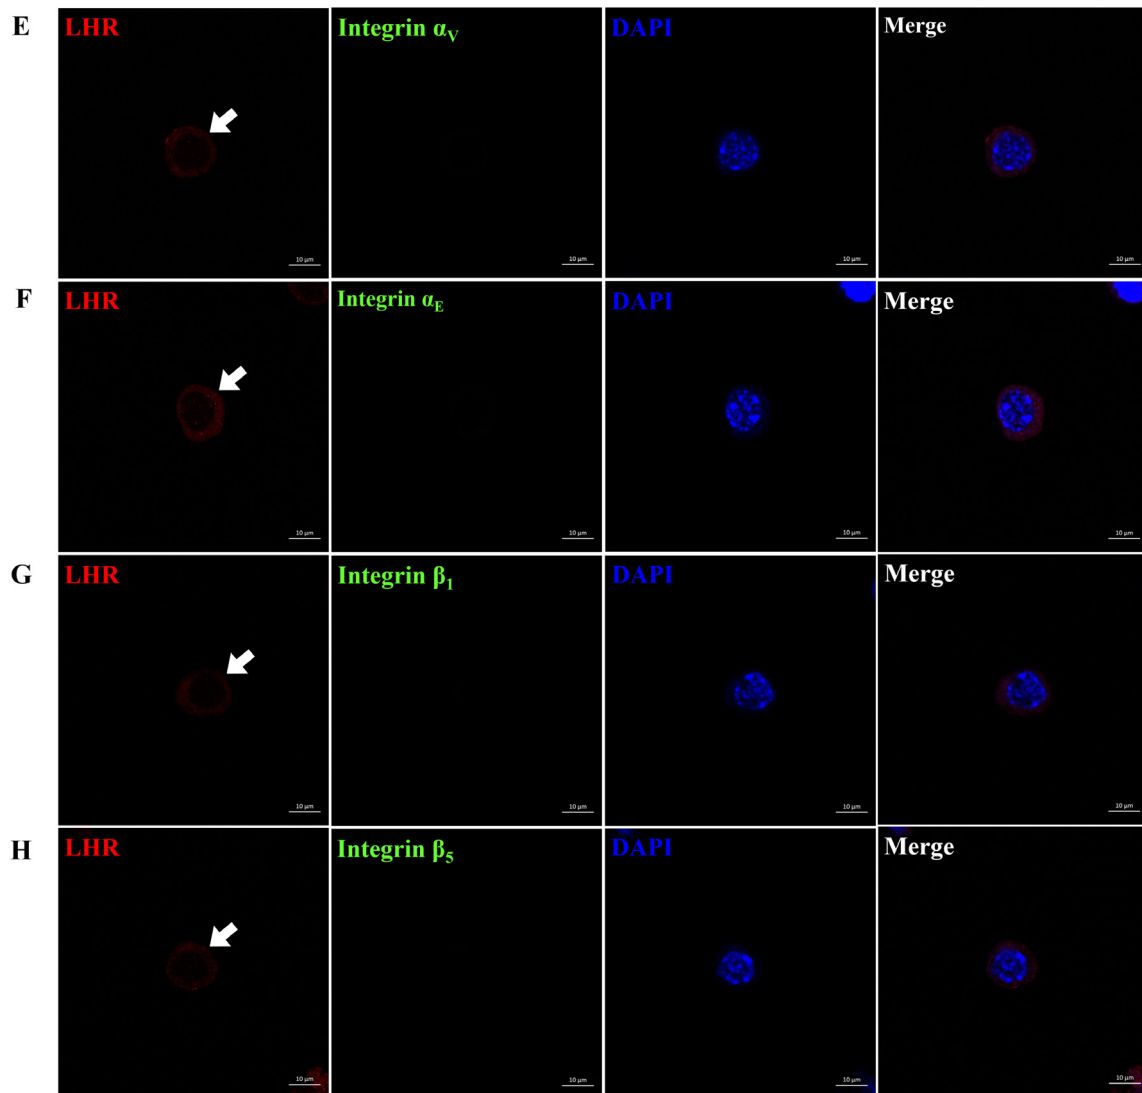 E LHR Integrin αV DAPI Merge
10 µm 10 µm 10 µm 10 µm
F LHR Integrin αE DAPI Merge
10 µm 10 µm 10 µm 10 µm
G LHR Integrin β1 DAPI Merge
10 µm 10 µm 10 µm 10 µm
H LHR Integrin β5 DAPI Merge
10 µm 10 µm 10 µm 10 µm